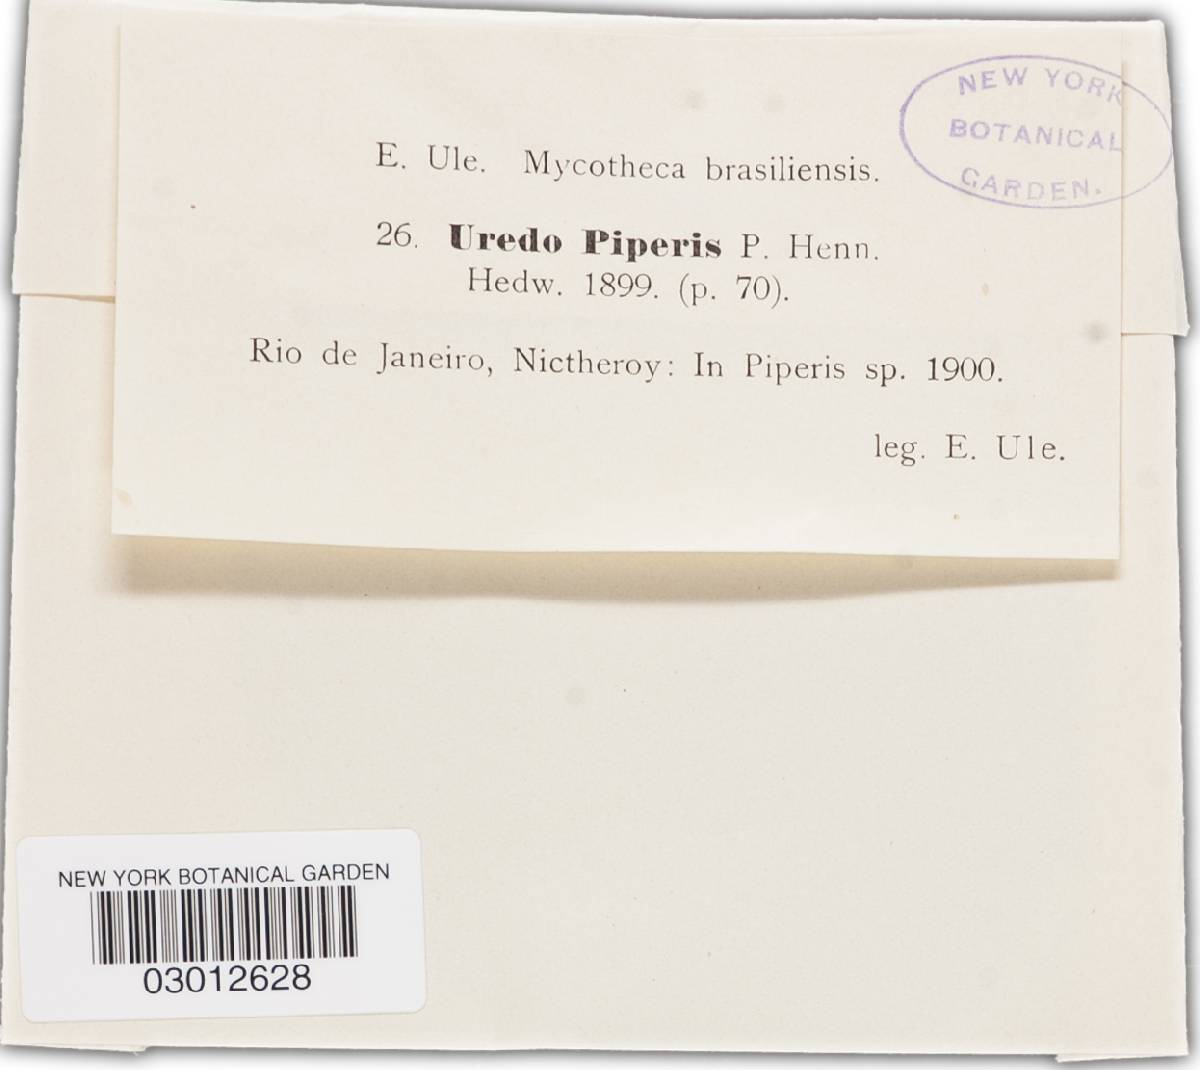 NEW YORK
BOTANICAL
GARDEN.
E. Ule. Mycotheca brasiliensis.
26. Uredo Piperis P. Henn.
Hedw. 1899. (p. 70).
Rio de Janeiro, Nictheroy: In Piperis sp. 1900.
leg. E. Ule.
NEW YORK BOTANICAL GARDEN
03012628